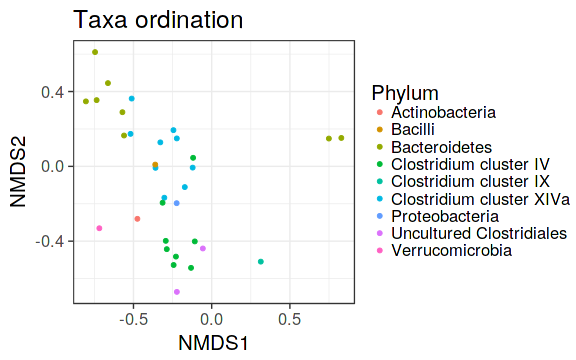 Taxa ordination
NMDS2
0.4
0.0
-0.4
-0.5
0.0
0.5
NMDS1
Phylum
Actinobacteria
Bacilli
Bacteroidetes
Clostridium cluster IV
Clostridium cluster IX
Clostridium cluster XIVa
Proteobacteria
Uncultured Clostridiales
Verrucomicrobia